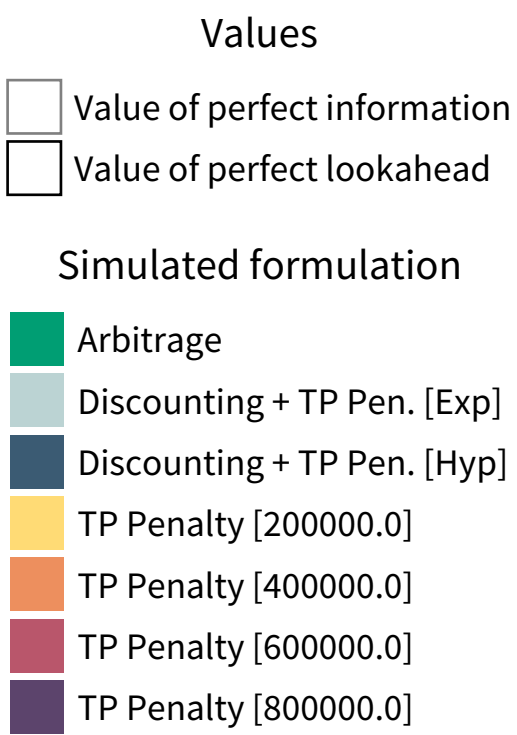 Values
Value of perfect information
Value of perfect lookahead
Simulated formulation
Arbitrage
Discounting + TP Pen. [Exp]
Discounting + TP Pen. [Hyp]
TP Penalty [200000.0]
TP Penalty [400000.0]
TP Penalty [600000.0]
TP Penalty [800000.0]